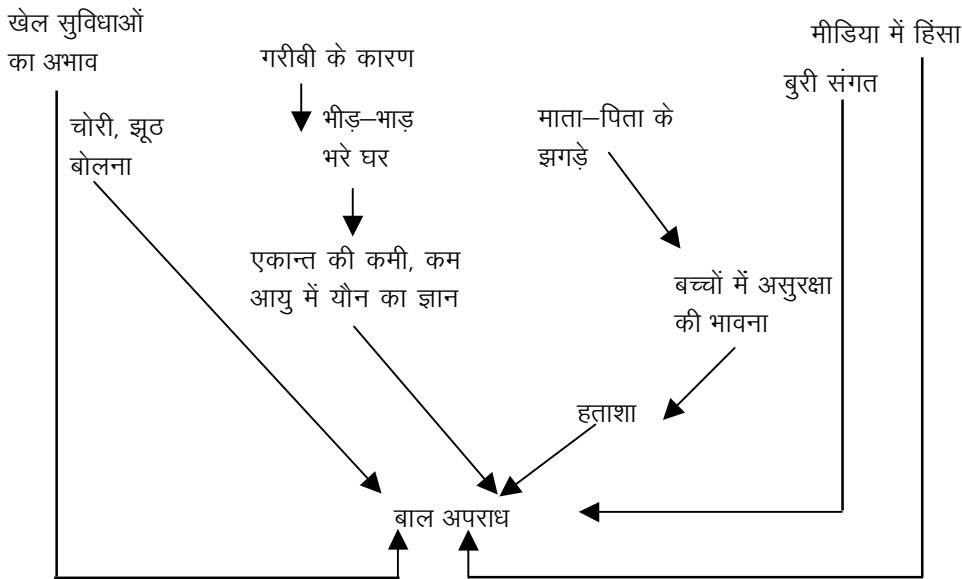 खेल सुविधाओं
का अभाव
गरीबी के कारण
मीडिया में हिंसा
बुरी संगत
चोरी, झूठ
बोलना
भीड़–भाड़
भरे घर
माता–पिता के
झगड़े
एकान्त की कमी, कम
आयु में यौन का ज्ञान
बच्चों में असुरक्षा
की भावना
हताशा
बाल अपराध